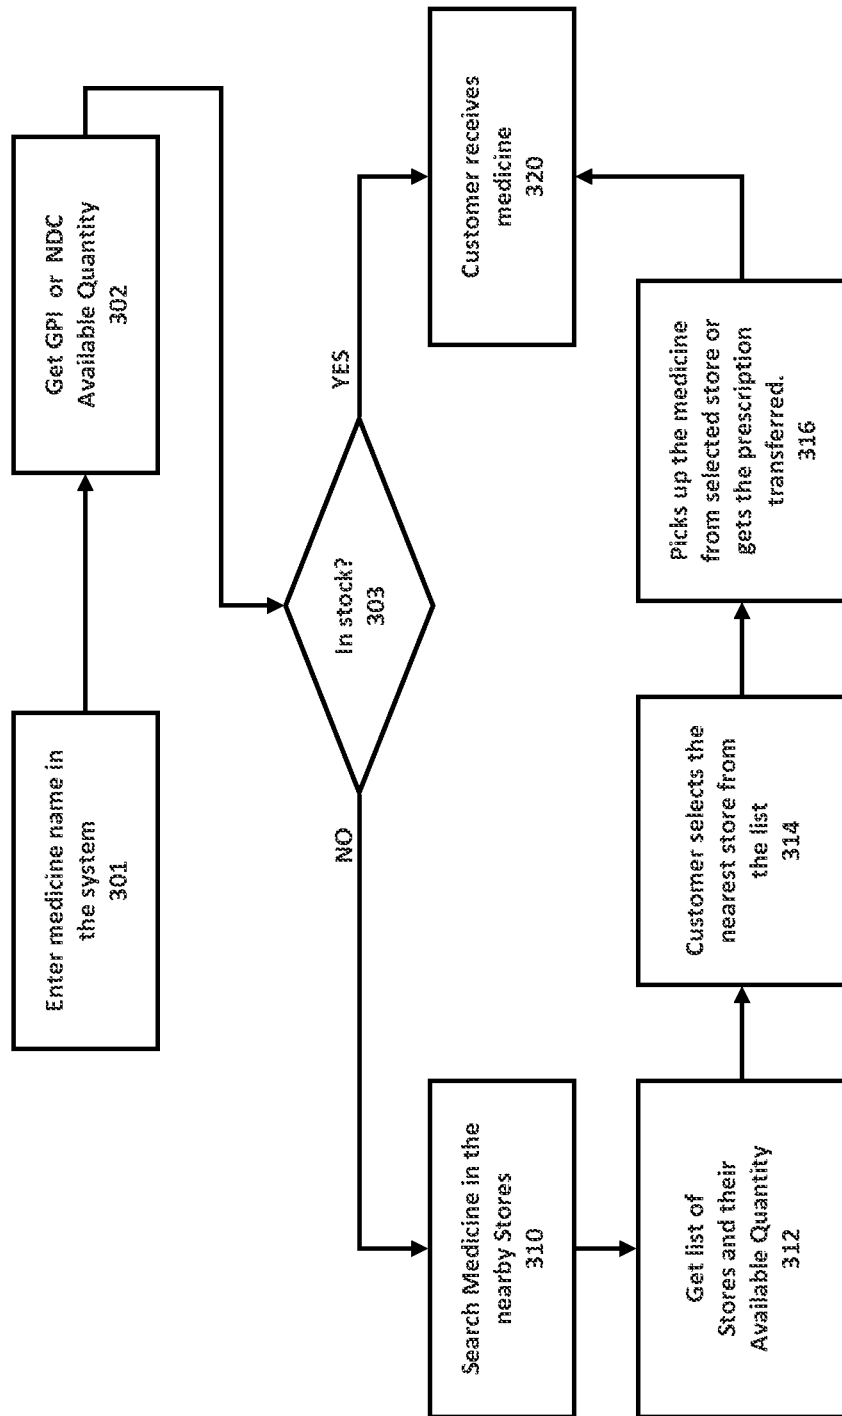 Enter medicine name in
the system
301
Get GPI or NDC
Available Quantity
302
In stock?
303
NO
YES
Search Medicine in the
nearby Stores
310
Customer receives
medicine
320
Get list of
Stores and their
Available Quantity
312
Customer selects the
nearest store from
the list
314
Picks up the medicine
from selected store or
gets the prescription
transferred.
316